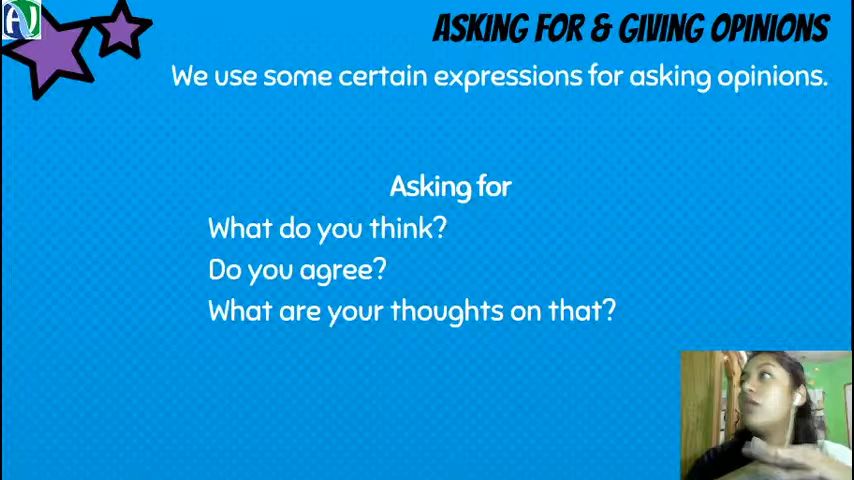 AJ
ASKING FOR & GIVING OPINIONS
We use some certain expressions for asking opinions.
Asking for
What do you think?
Do you agree?
What are your thoughts on that?